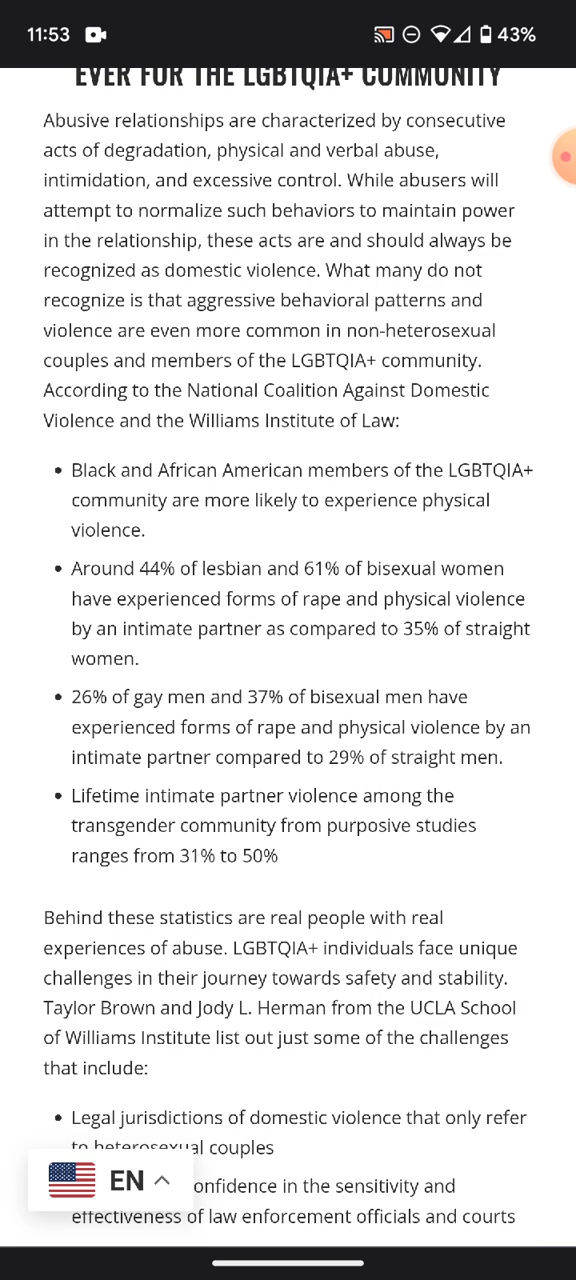 11:53
43%
EVER FOR THE LGBTQIA+ COMMUNITY
Abusive relationships are characterized by consecutive
acts of degradation, physical and verbal abuse,
intimidation, and excessive control. While abusers will
attempt to normalize such behaviors to maintain power
in the relationship, these acts are and should always be
recognized as domestic violence. What many do not
recognize is that aggressive behavioral patterns and
violence are even more common in non-heterosexual
couples and members of the LGBTQIA+ community.
According to the National Coalition Against Domestic
Violence and the Williams Institute of Law:
• Black and African American members of the LGBTQIA+
community are more likely to experience physical
violence.
• Around 44% of lesbian and 61% of bisexual women
have experienced forms of rape and physical violence
by an intimate partner as compared to 35% of straight
women.
• 26% of gay men and 37% of bisexual men have
experienced forms of rape and physical violence by an
intimate partner compared to 29% of straight men.
• Lifetime intimate partner violence among the
transgender community from purposive studies
ranges from 31% to 50%
Behind these statistics are real people with real
experiences of abuse. LGBTQIA+ individuals face unique
challenges in their journey towards safety and stability.
Taylor Brown and Jody L. Herman from the UCLA School
of Williams Institute list out just some of the challenges
that include:
• Legal jurisdictions of domestic violence that only refer
to heterosexual couples
EN
onfidence in the sensitivity and
effectiveness of law enforcement officials and courts